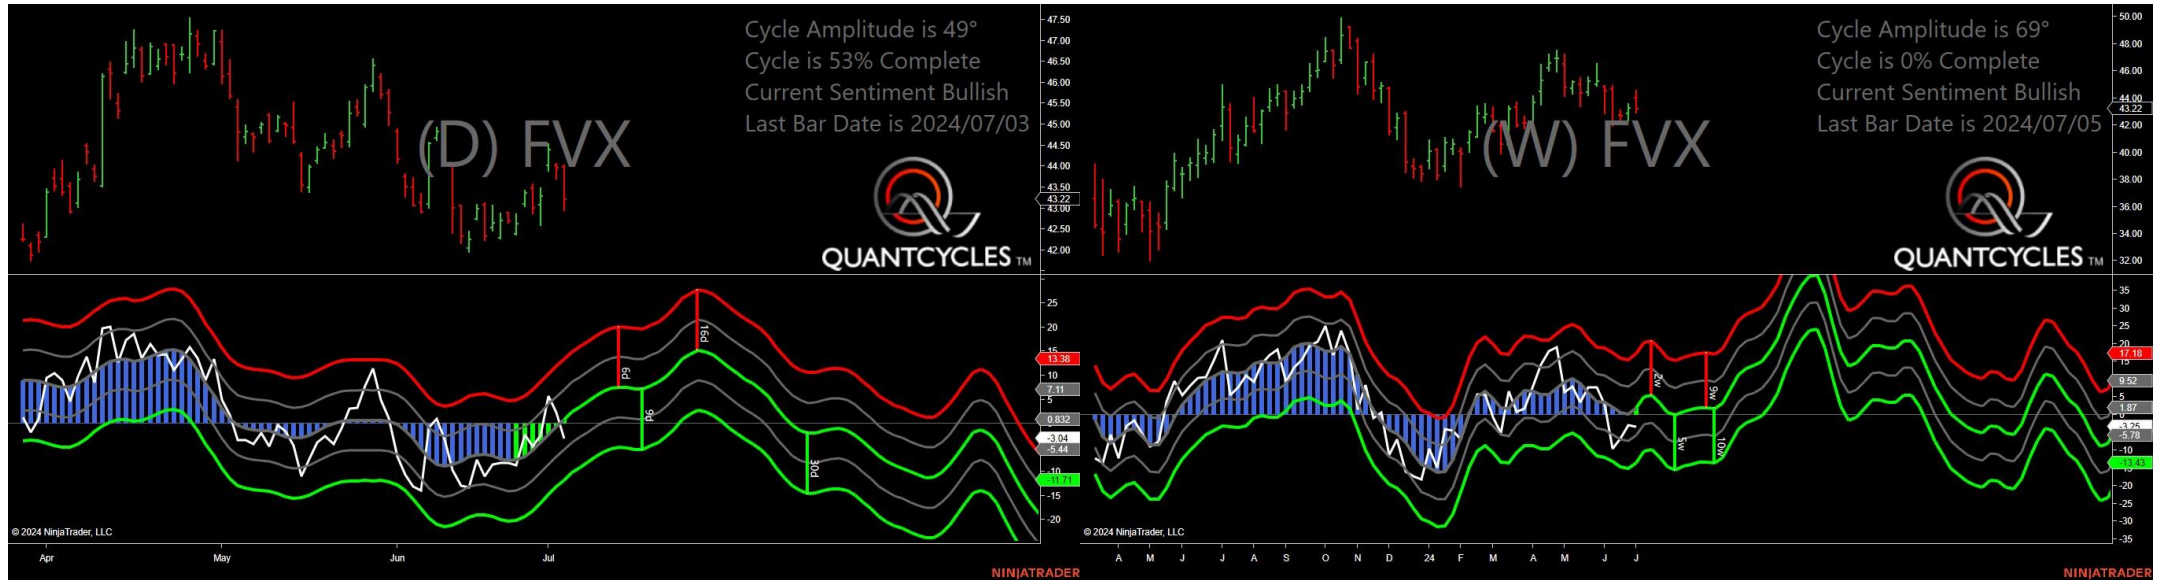 Cycle Amplitude is 49°
Cycle is 53% Complete
Current Sentiment Bullish
Last Bar Date is 2024/07/03
(D) FVX
QUANTCYCLES TM
47.50
47.00
46.50
46.00
45.50
45.00
44.50
44.00
43.50
43.22
43.00
42.50
42.00
6d
9d
16d
30d
25
20
15
13.38
10
7.11
5
0.832
-3.04
-5.44
-10
-11.71
-15
-20
© 2024 NinjaTrader, LLC
Apr May Jun Jul
NINJATRADER
Cycle Amplitude is 69°
Cycle is 0% Complete
Current Sentiment Bullish
Last Bar Date is 2024/07/05
(W) FVX
QUANTCYCLES TM
50.00
48.00
46.00
44.00
43.22
42.00
40.00
38.00
36.00
34.00
32.00
2w
5w
9w
10w
35
30
25
20
17.18
15
9.52
5
1.87
-3.25
-5.78
-10
-13.43
-20
-25
-30
-35
© 2024 NinjaTrader, LLC
A M J J A S O N D 24 F M A M J J
NINJATRADER